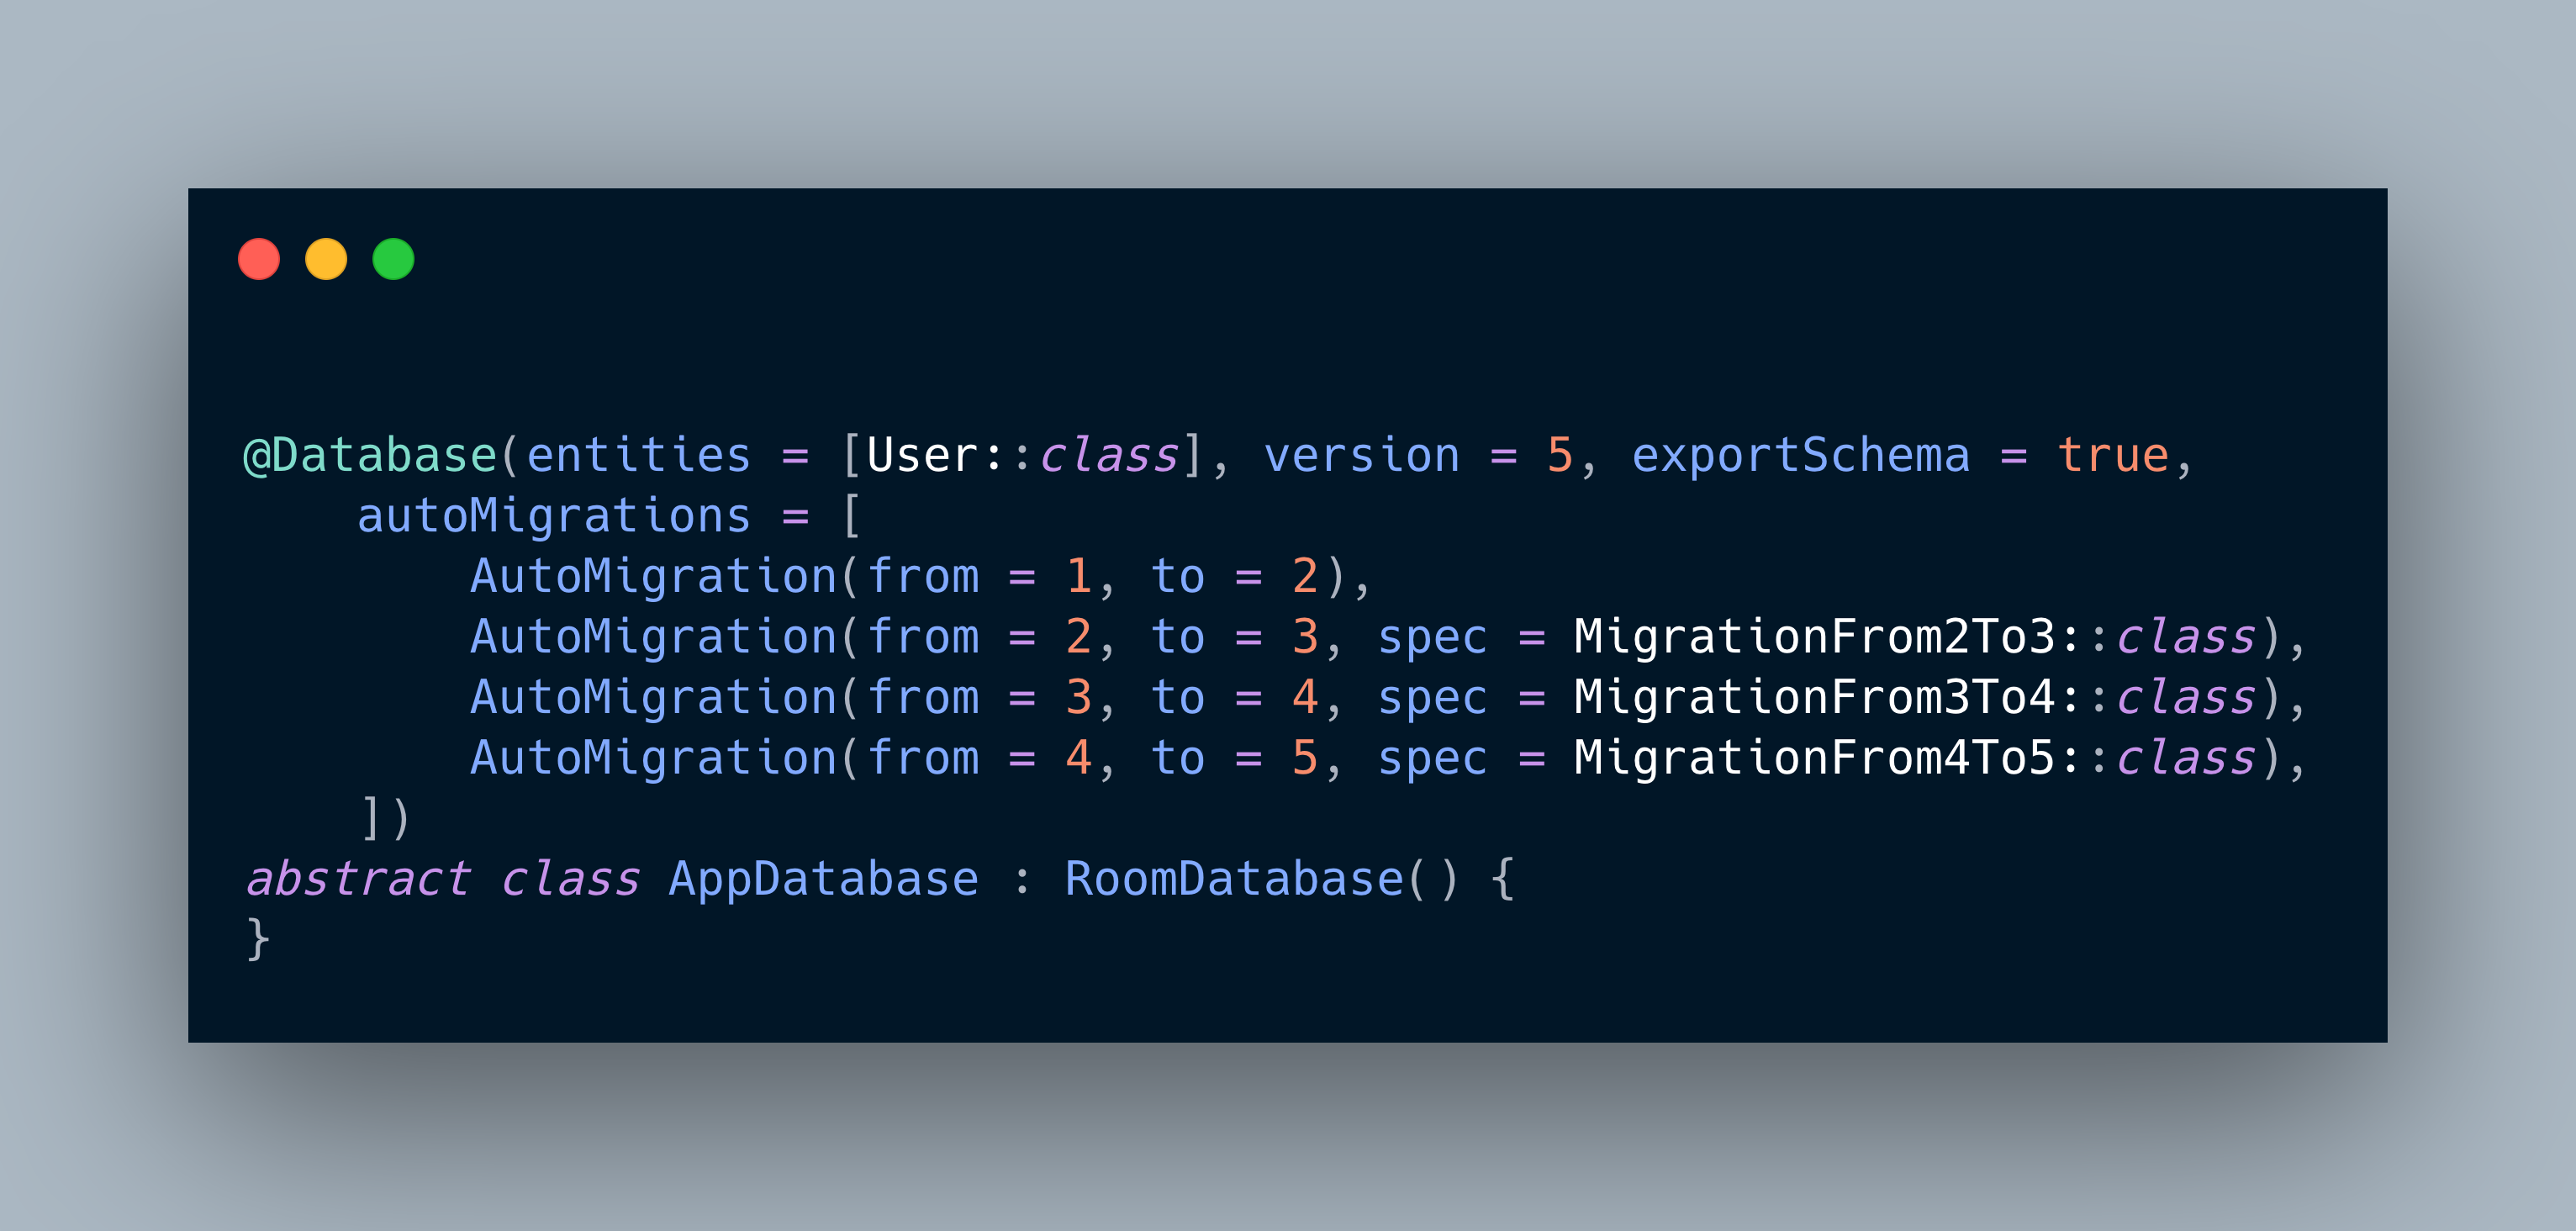 @Database(entities = [User::class], version = 5, exportSchema = true,
    autoMigrations = [
        AutoMigration(from = 1, to = 2),
        AutoMigration(from = 2, to = 3, spec = MigrationFrom2To3::class),
        AutoMigration(from = 3, to = 4, spec = MigrationFrom3To4::class),
        AutoMigration(from = 4, to = 5, spec = MigrationFrom4To5::class),
    ])
abstract class AppDatabase : RoomDatabase() {
}